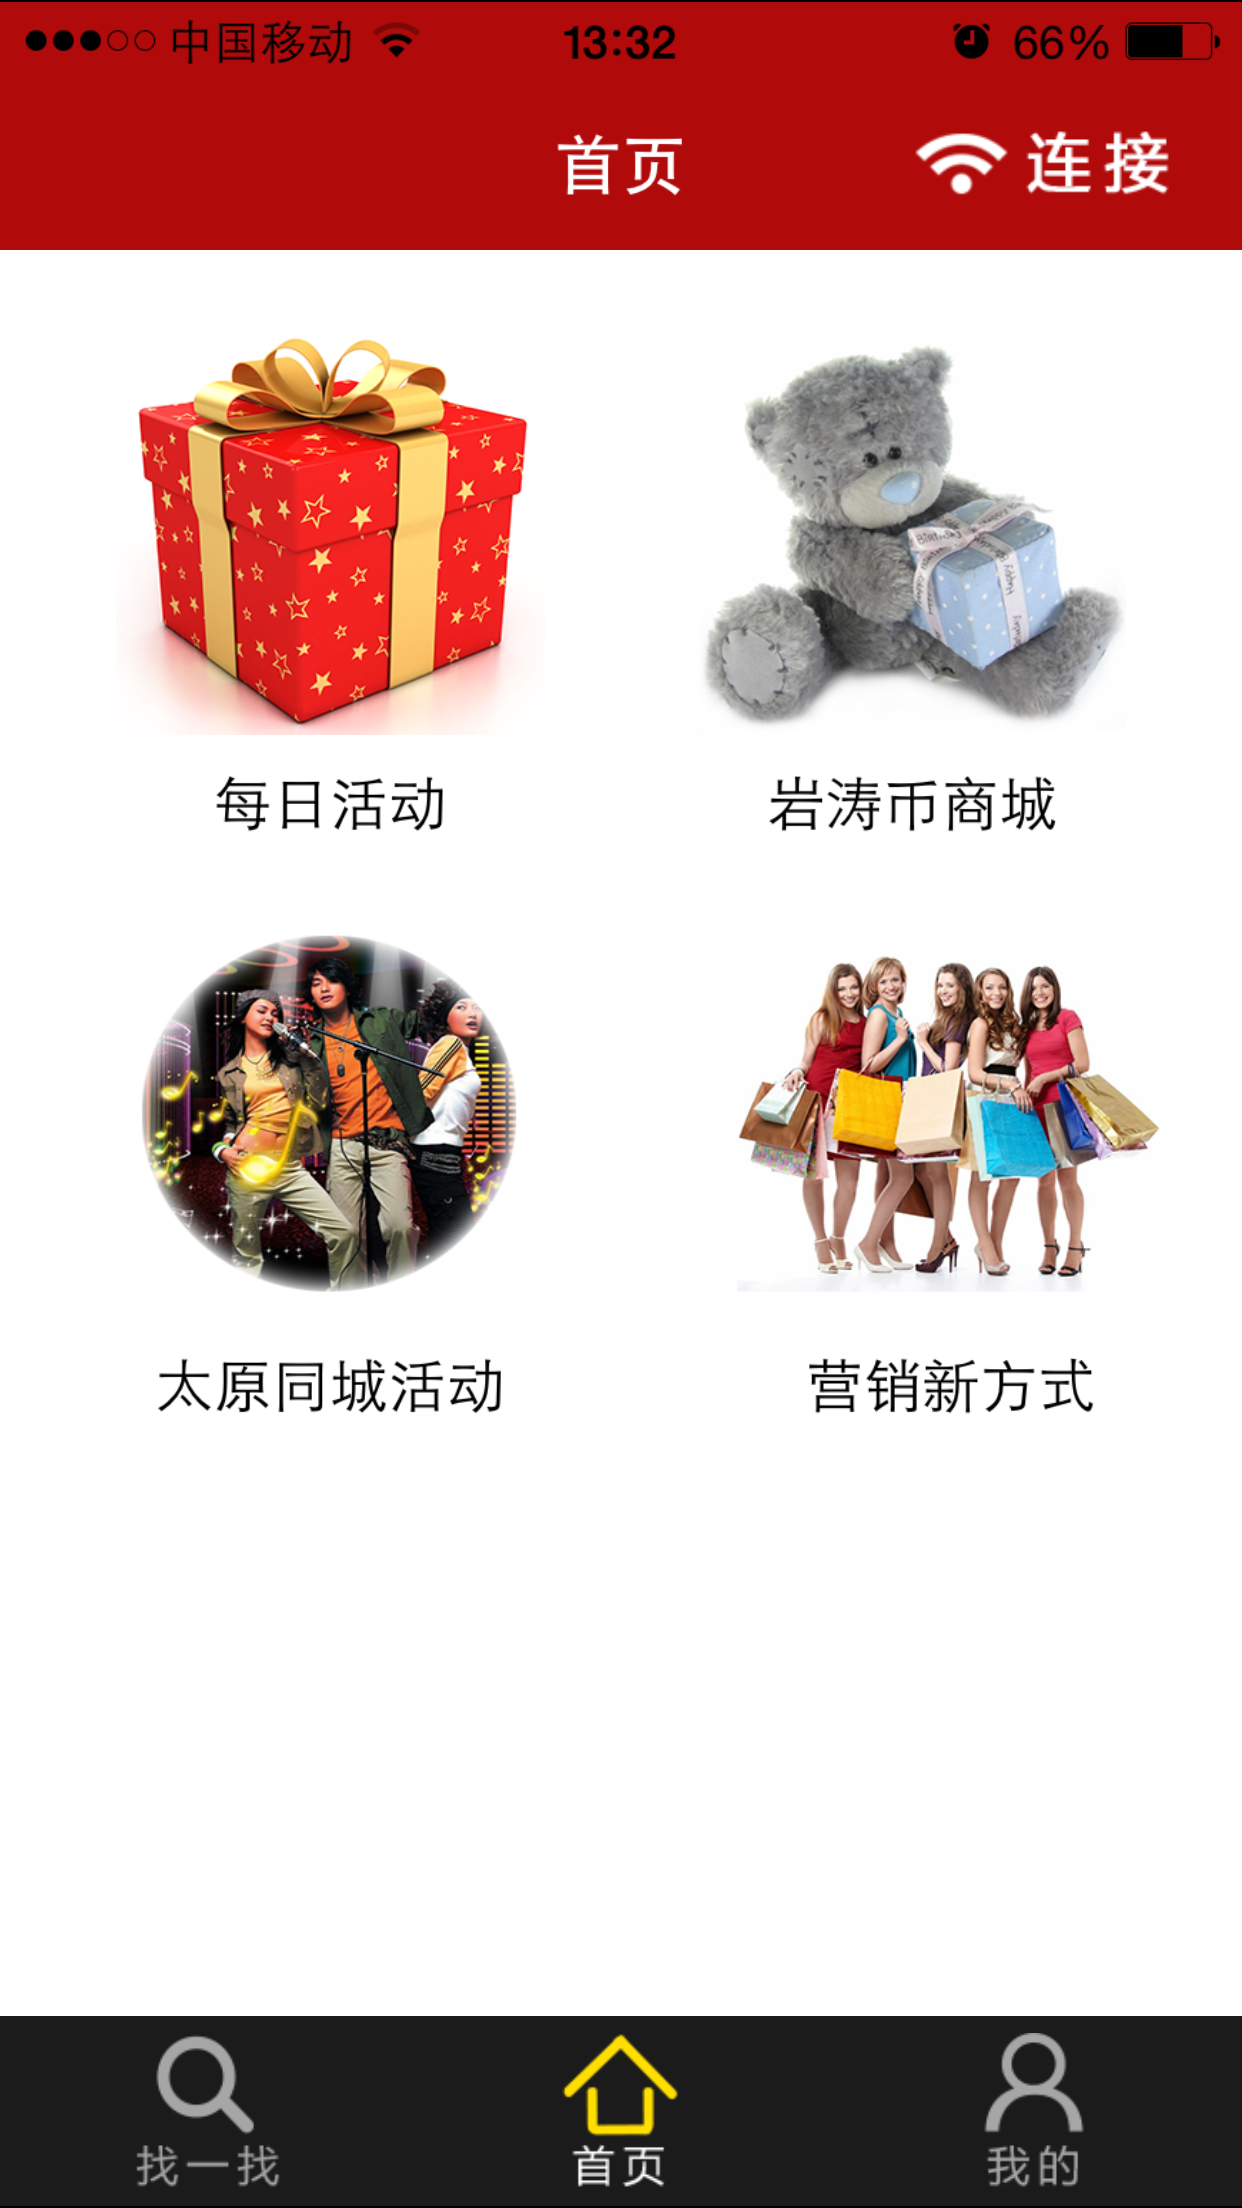 中国移动 13:32 66%
首页 连接
每日活动 岩涛币商城
太原同城活动 营销新方式
找一找 首页 我的